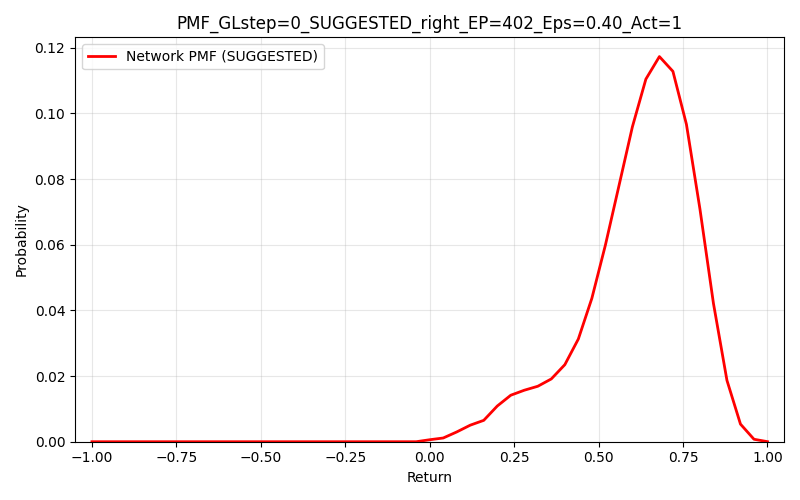 PMF_GLstep=0_SUGGESTED_right_EP=402_Eps=0.40_Act=1
Network PMF (SUGGESTED)
0.12
0.10
0.08
0.06
0.04
0.02
0.00
Probability
−1.00 −0.75 −0.50 −0.25 0.00 0.25 0.50 0.75 1.00
Return